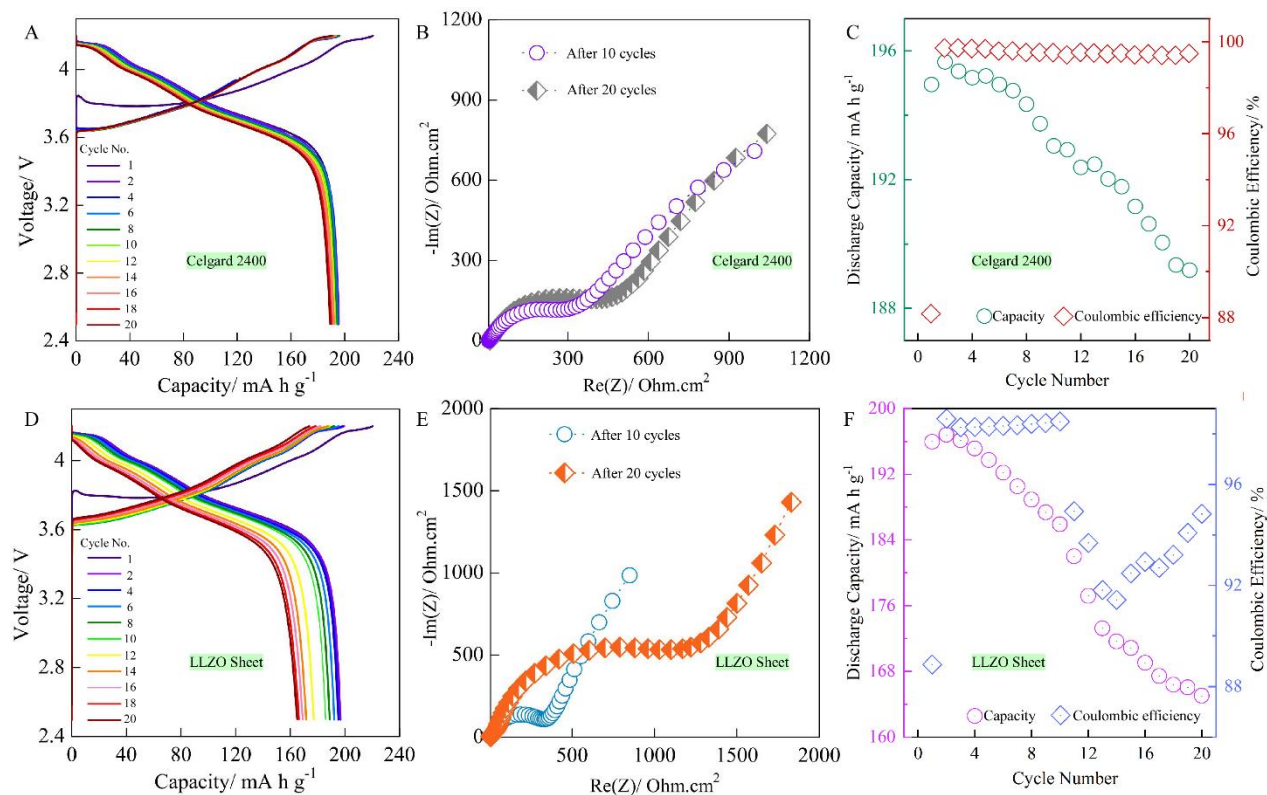 A
4
3.6
3.2
2.8
2.4
Voltage/ V
Cycle No.
1
2
4
6
8
10
12
14
16
18
20
Celgard 2400
0 40 80 120 160 200 240
Capacity/ mA h g-1
B
1200
900
600
300
0
-Im(Z)/ Ohm.cm2
After 10 cycles
After 20 cycles
Celgard 2400
300 600 900 1200
Re(Z)/ Ohm.cm2
C
196
192
188
Discharge Capacity/ mA h g-1
100
96
92
88
Coulombic Efficiency/ %
Celgard 2400
Capacity Coulombic efficiency
0 4 8 12 16 20
Cycle Number
D
4
3.6
3.2
2.8
2.4
Voltage/ V
Cycle No.
1
2
4
6
8
10
12
14
16
18
20
LLZO Sheet
0 40 80 120 160 200 240
Capacity/ mA h g-1
E
2000
1500
1000
500
0
-Im(Z)/ Ohm.cm2
After 10 cycles
After 20 cycles
LLZO Sheet
500 1000 1500 2000
Re(Z)/ Ohm.cm2
F
200
192
184
176
168
160
Discharge Capacity/ mA h g-1
96
92
88
Coulombic Efficiency/ %
LLZO Sheet
Capacity Coulombic efficiency
0 4 8 12 16 20
Cycle Number